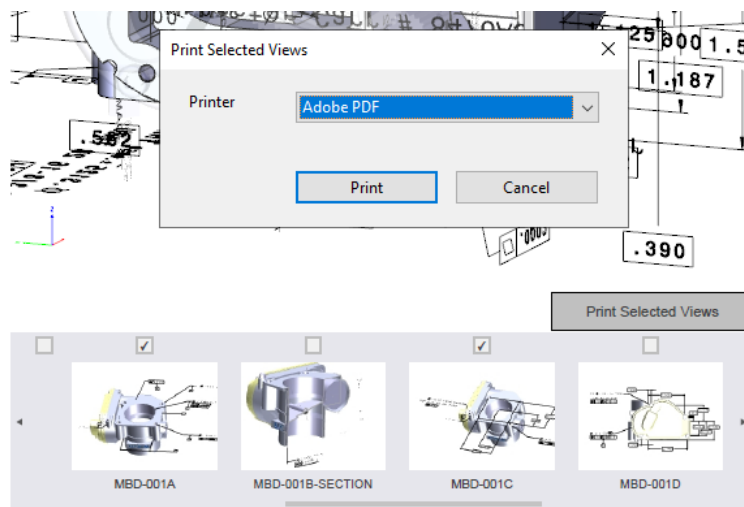 Print Selected Views
Printer
Adobe PDF
Print
Cancel
1.187
.552
.390
Print Selected Views
MBD-001A
MBD-001B-SECTION
MBD-001C
MBD-001D